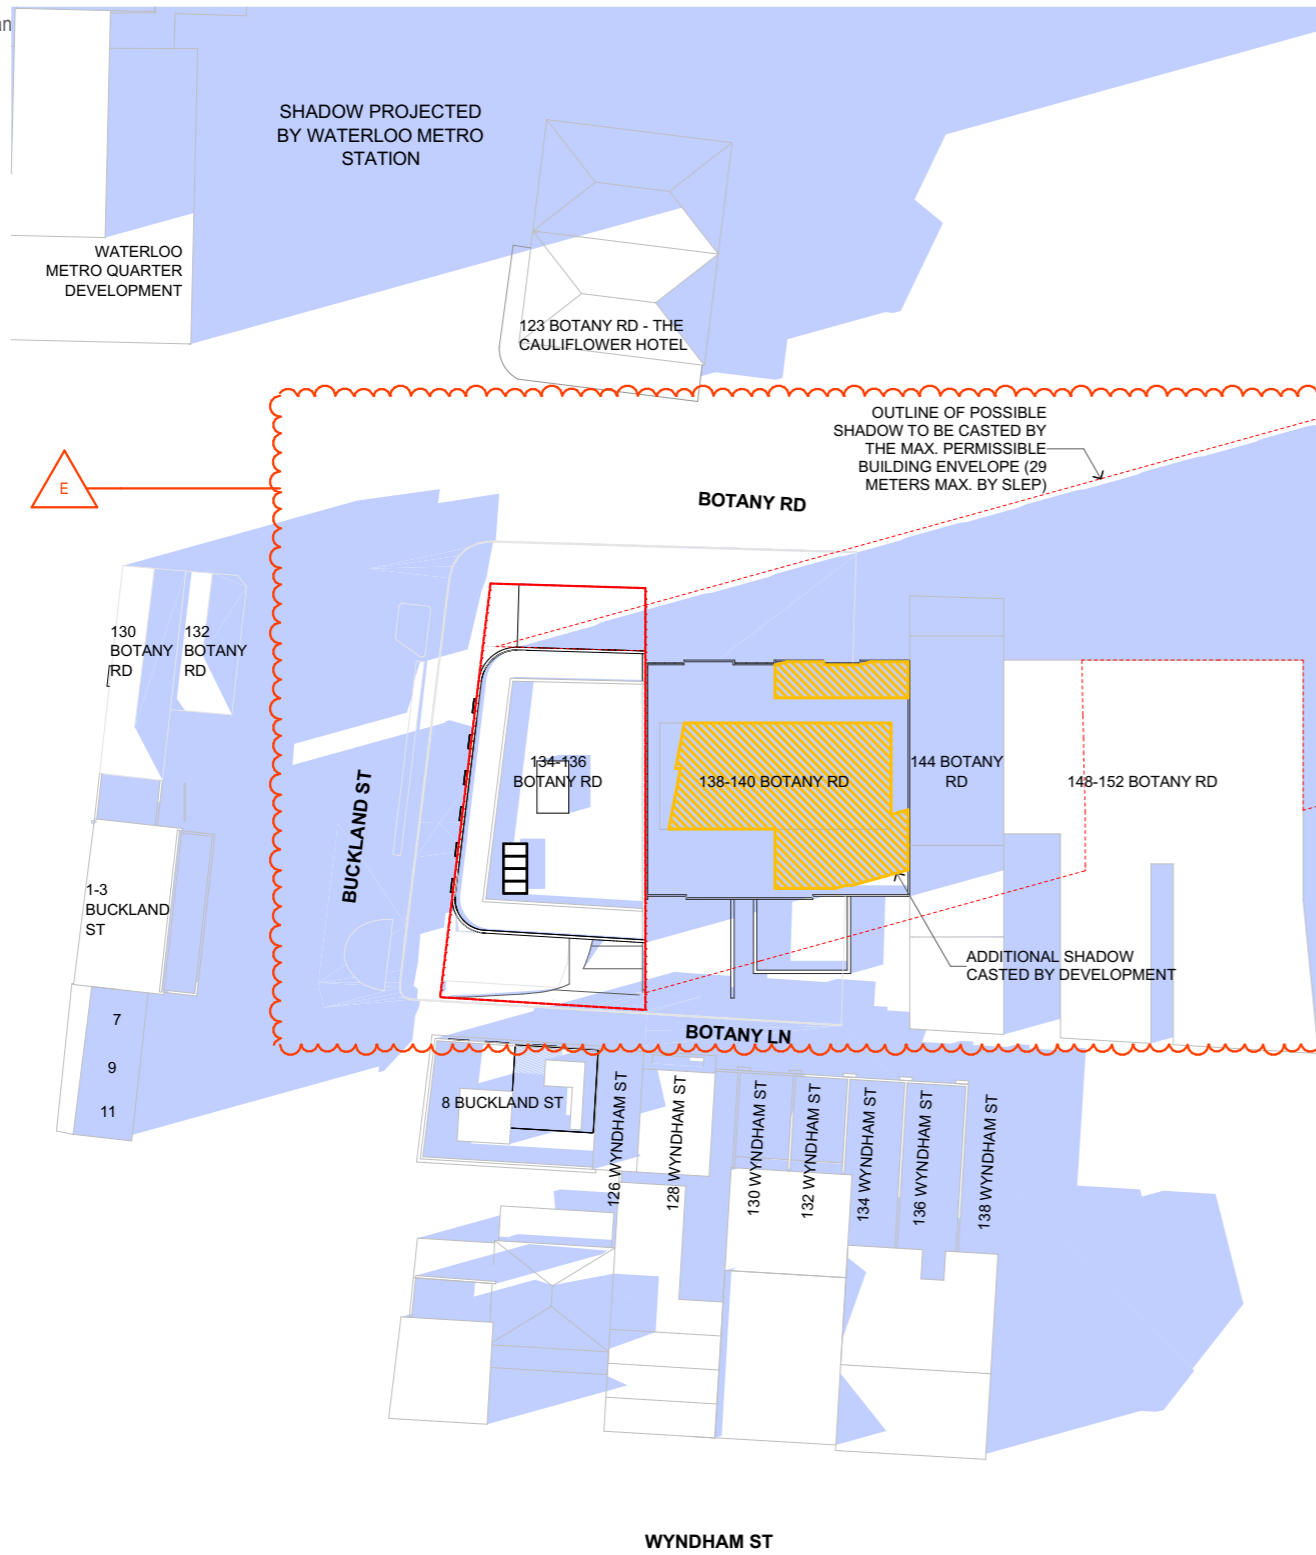 an
SHADOW PROJECTED
BY WATERLOO METRO
STATION
WATERLOO
METRO QUARTER
DEVELOPMENT
123 BOTANY RD - THE
CAULIFLOWER HOTEL
OUTLINE OF POSSIBLE
SHADOW TO BE CASTED BY
THE MAX. PERMISSIBLE
BUILDING ENVELOPE (29
METERS MAX. BY SLEP)
E
BOTANY RD
130
BOTANY
RD
132
BOTANY
RD
BUCKLAND ST
134-136
BOTANY RD
138-140 BOTANY RD
144 BOTANY
RD
148-152 BOTANY RD
1-3
BUCKLAND
ST
ADDITIONAL SHADOW
CASTED BY DEVELOPMENT
7
9
11
BOTANY LN
8 BUCKLAND ST
126 WYNDHAM ST
128 WYNDHAM ST
130 WYNDHAM ST
132 WYNDHAM ST
134 WYNDHAM ST
136 WYNDHAM ST
138 WYNDHAM ST
WYNDHAM ST